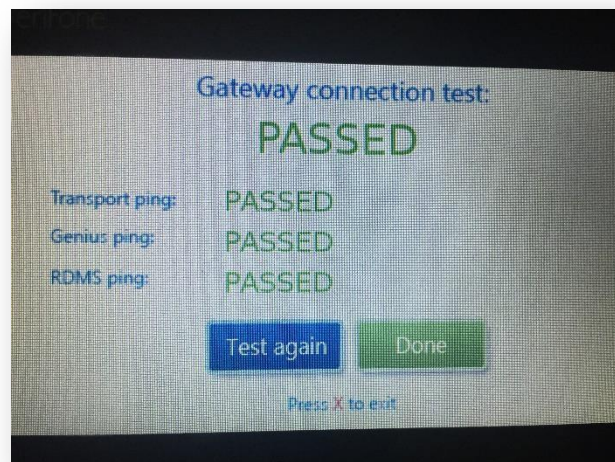 Gateway connection test:
PASSED
Transport ping: PASSED
Genius ping: PASSED
RDMS ping: PASSED
Test again Done
Press X to exit